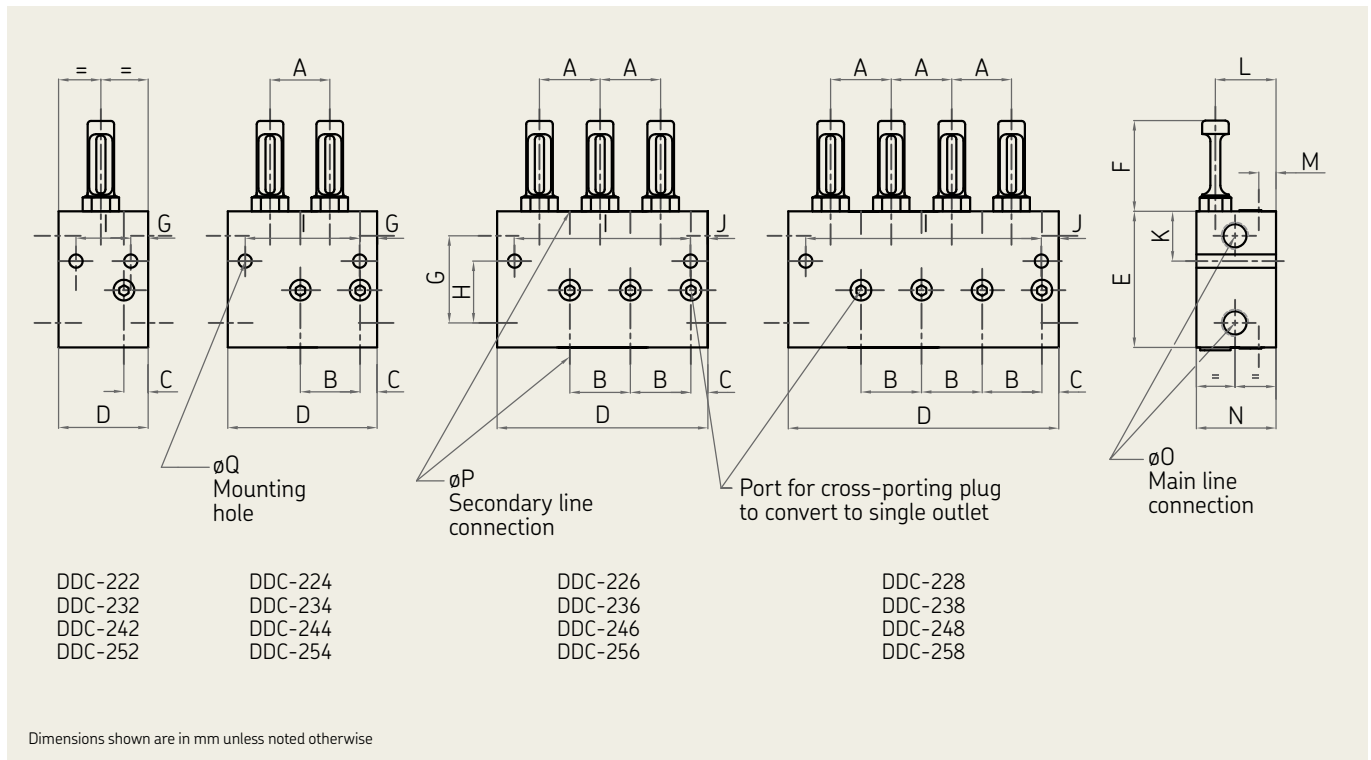 = = A A A A A A L
F M
I G I G I J I J
G H K E
C B C B B C B B B C = =
D D D D N
øQ
Mounting
hole
øP
Secondary line
connection
Port for cross-porting plug
to convert to single outlet
øO
Main line
connection
DDC-222 DDC-224 DDC-226 DDC-228
DDC-232 DDC-234 DDC-236 DDC-238
DDC-242 DDC-244 DDC-246 DDC-248
DDC-252 DDC-254 DDC-256 DDC-258
Dimensions shown are in mm unless noted otherwise